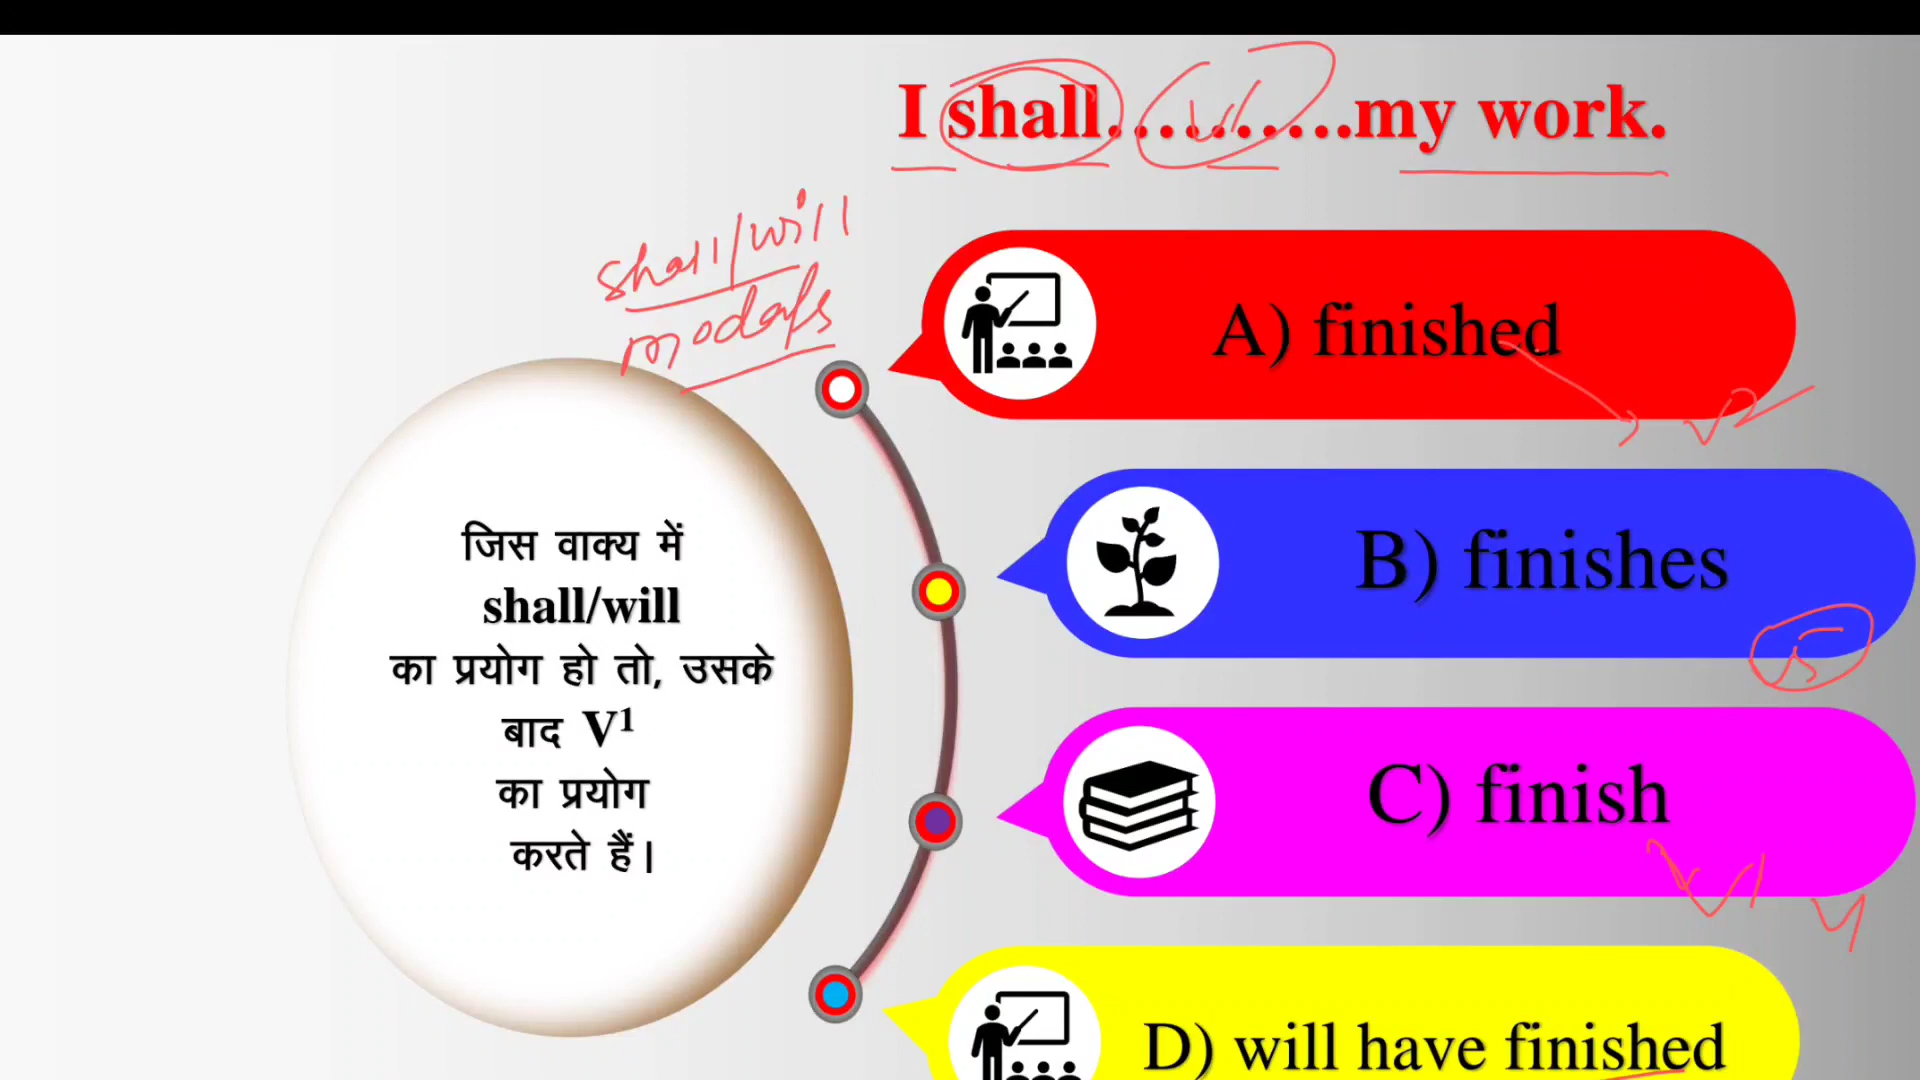 I shall..........my work.
V1
shall/will
modals
A) finished
V2
जिस वाक्य में
shall/will
का प्रयोग हो तो, उसके
बाद V¹
का प्रयोग
करते हैं।
B) finishes
C) finish
V1
D) will have finished